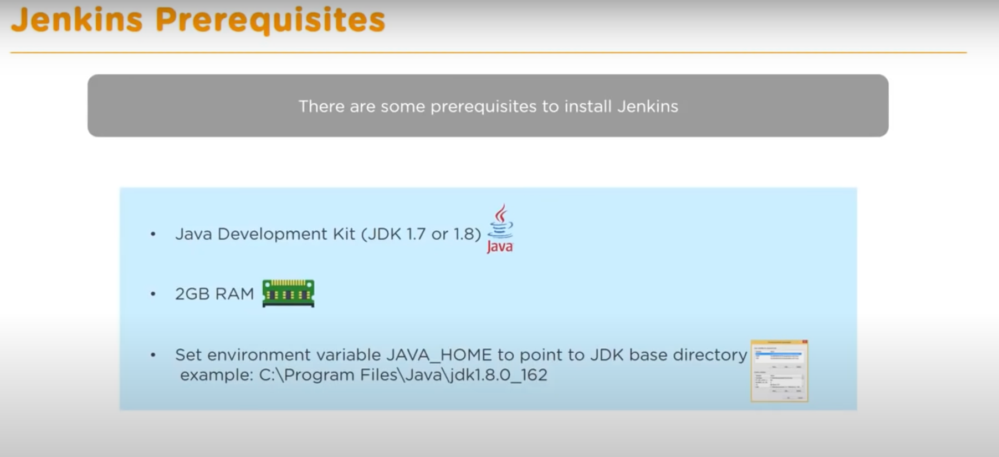 Jenkins Prerequisites
There are some prerequisites to install Jenkins
• Java Development Kit (JDK 1.7 or 1.8)
Java
• 2GB RAM
• Set environment variable JAVA_HOME to point to JDK base directory
example: C:\Program Files\Java\jdk1.8.0_162